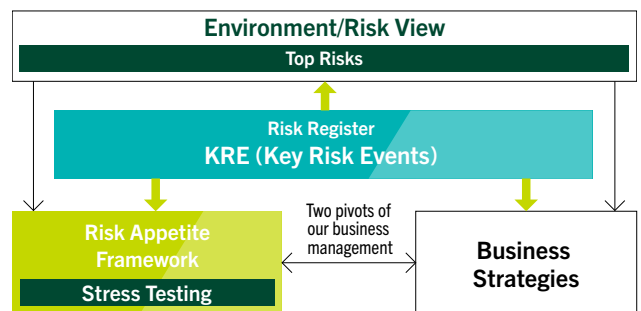 Environment/Risk View
Top Risks
Risk Register
KRE (Key Risk Events)
Two pivots of
our business
management
Risk Appetite
Framework
Stress Testing
Business
Strategies